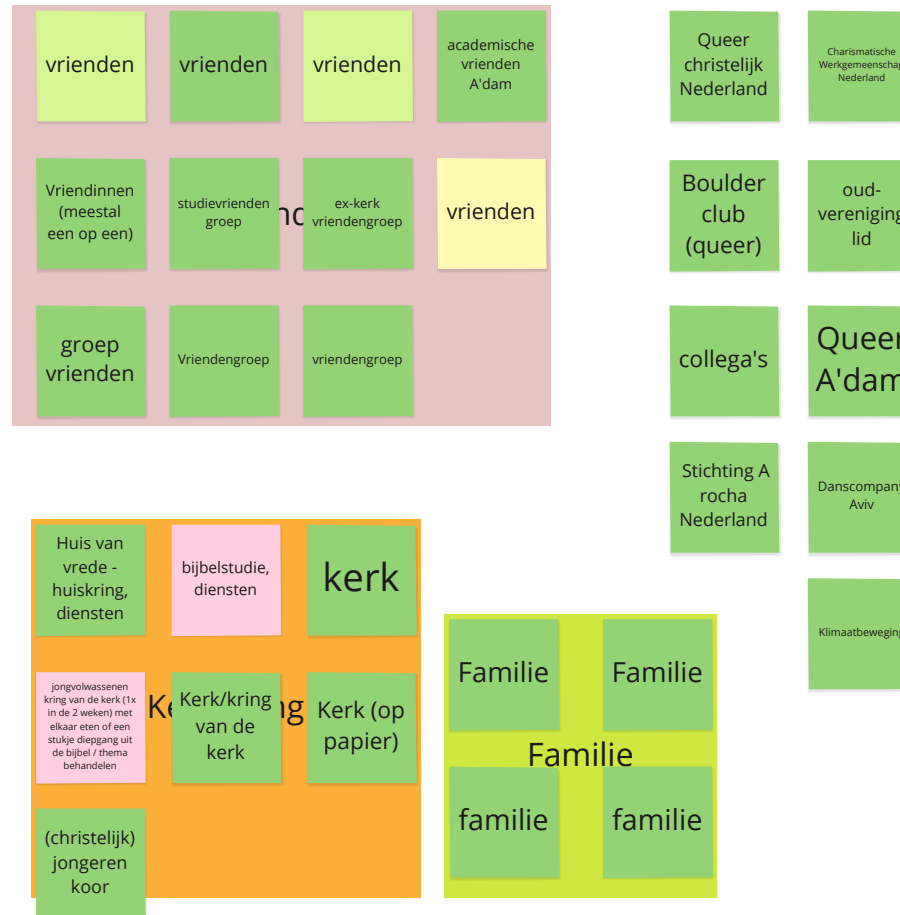 vrienden
vrienden
vrienden
academische
vrienden
A'dam
Vriendinnen
(meestal
een op een)
studievrienden
groep
ex-kerk
vriendengroep
vrienden
groep
vrienden
Vriendengroep
vriendengroep
Queer
christelijk
Nederland
Charismatische
Werkgemeenschap
Nederland
Boulder
club
(queer)
oud-
vereniging
lid
collega's
Queer
A'dam
Stichting A
rocha
Nederland
Danscompany
Aviv
Klimaatbeweging
Huis van
vrede -
huiskring,
diensten
bijbelstudie,
diensten
kerk
jongvolwassenen
kring van de kerk (1x
in de 2 weken) met
elkaar eten of een
stukje diepgang uit
de bijbel / thema
behandelen
Kerk/kring
van de
kerk
Kerk (op
papier)
(christelijk)
jongeren
koor
Familie
Familie
Familie
familie
familie